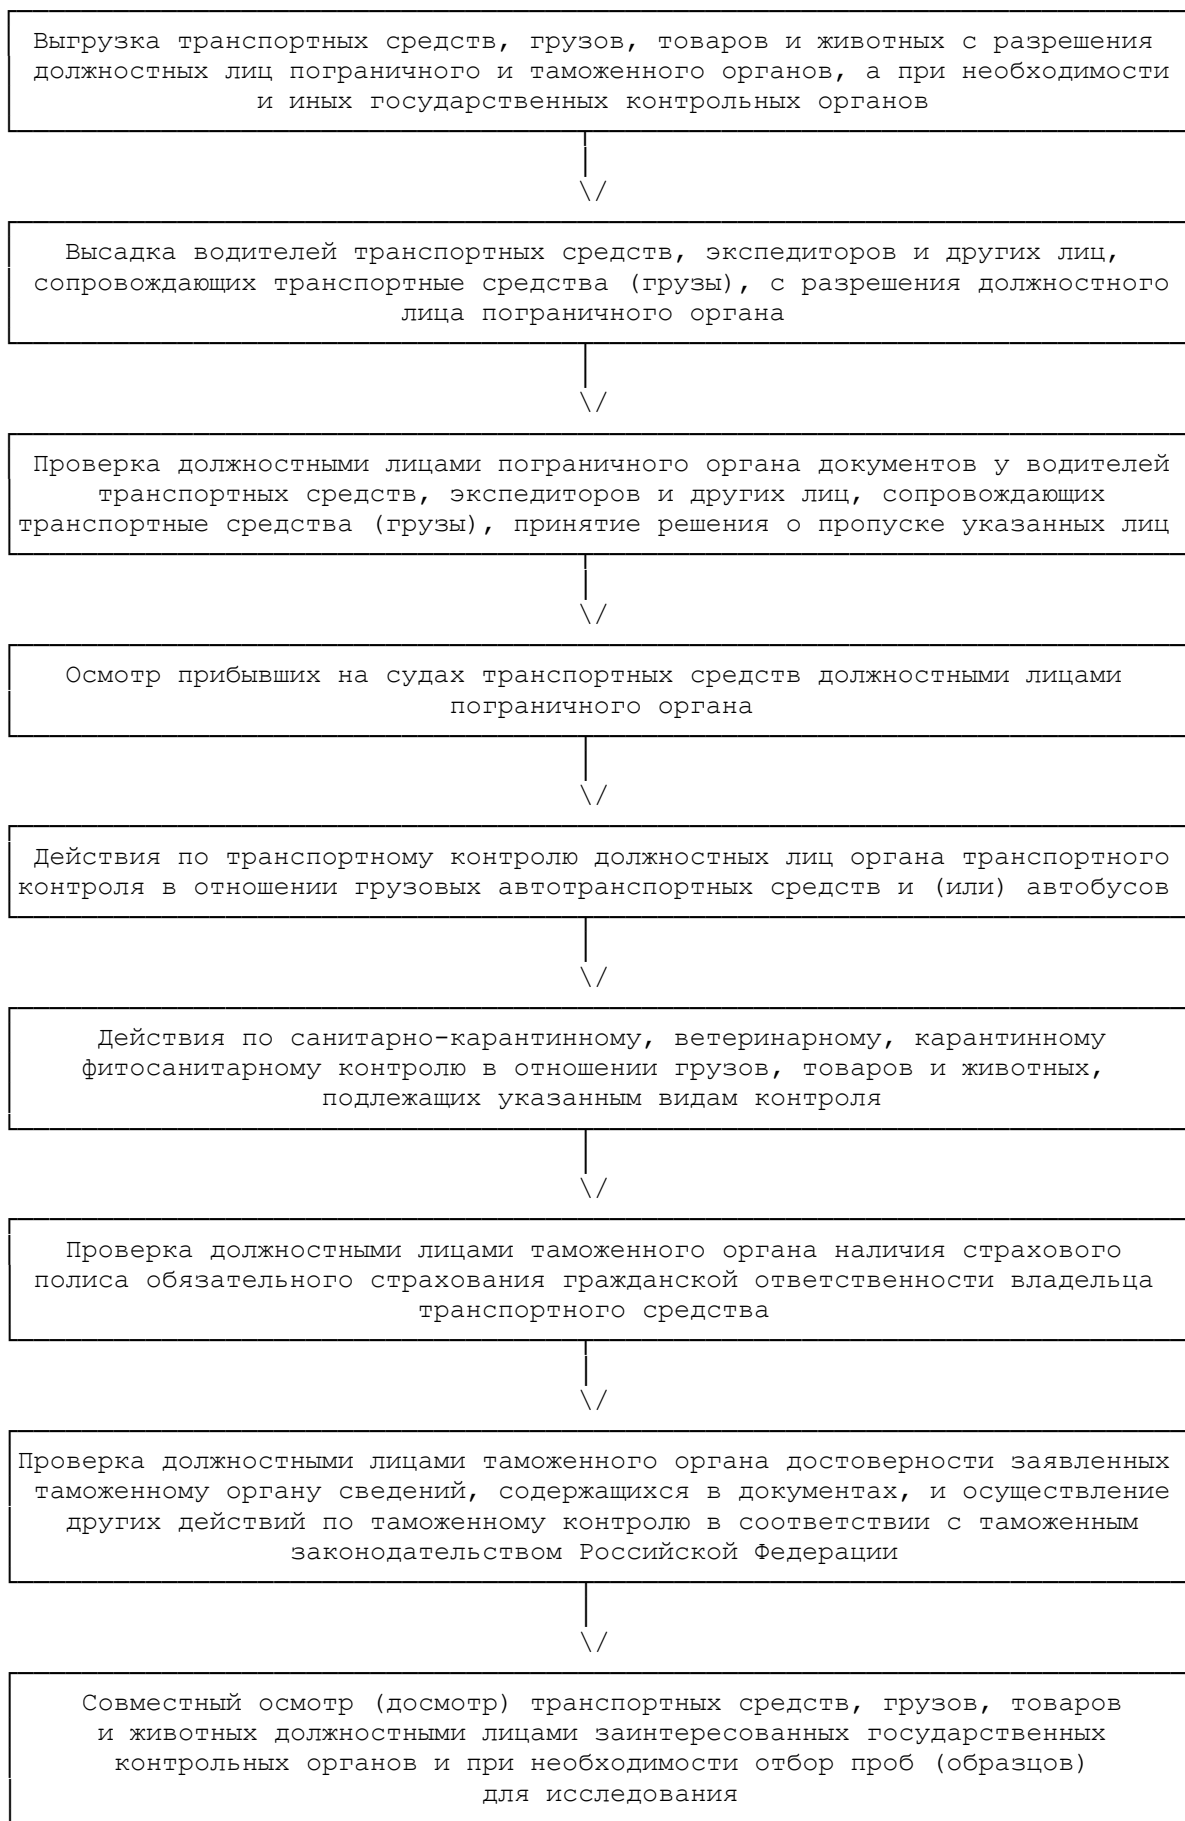 Выгрузка транспортных средств, грузов, товаров и животных с разрешения
должностных лиц пограничного и таможенного органов, а при необходимости
и иных государственных контрольных органов
Высадка водителей транспортных средств, экспедиторов и других лиц,
сопровождающих транспортные средства (грузы), с разрешения должностного
лица пограничного органа
Проверка должностными лицами пограничного органа документов у водителей
транспортных средств, экспедиторов и других лиц, сопровождающих
транспортные средства (грузы), принятие решения о пропуске указанных лиц
Осмотр прибывших на судах транспортных средств должностными лицами
пограничного органа
Действия по транспортному контролю должностных лиц органа транспортного
контроля в отношении грузовых автотранспортных средств и (или) автобусов
Действия по санитарно-карантинному, ветеринарному, карантинному
фитосанитарному контролю в отношении грузов, товаров и животных,
подлежащих указанным видам контроля
Проверка должностными лицами таможенного органа наличия страхового
полиса обязательного страхования гражданской ответственности владельца
транспортного средства
Проверка должностными лицами таможенного органа достоверности заявленных
таможенному органу сведений, содержащихся в документах, и осуществление
других действий по таможенному контролю в соответствии с таможенным
законодательством Российской Федерации
Совместный осмотр (досмотр) транспортных средств, грузов, товаров
и животных должностными лицами заинтересованных государственных
контрольных органов и при необходимости отбор проб (образцов)
для исследования